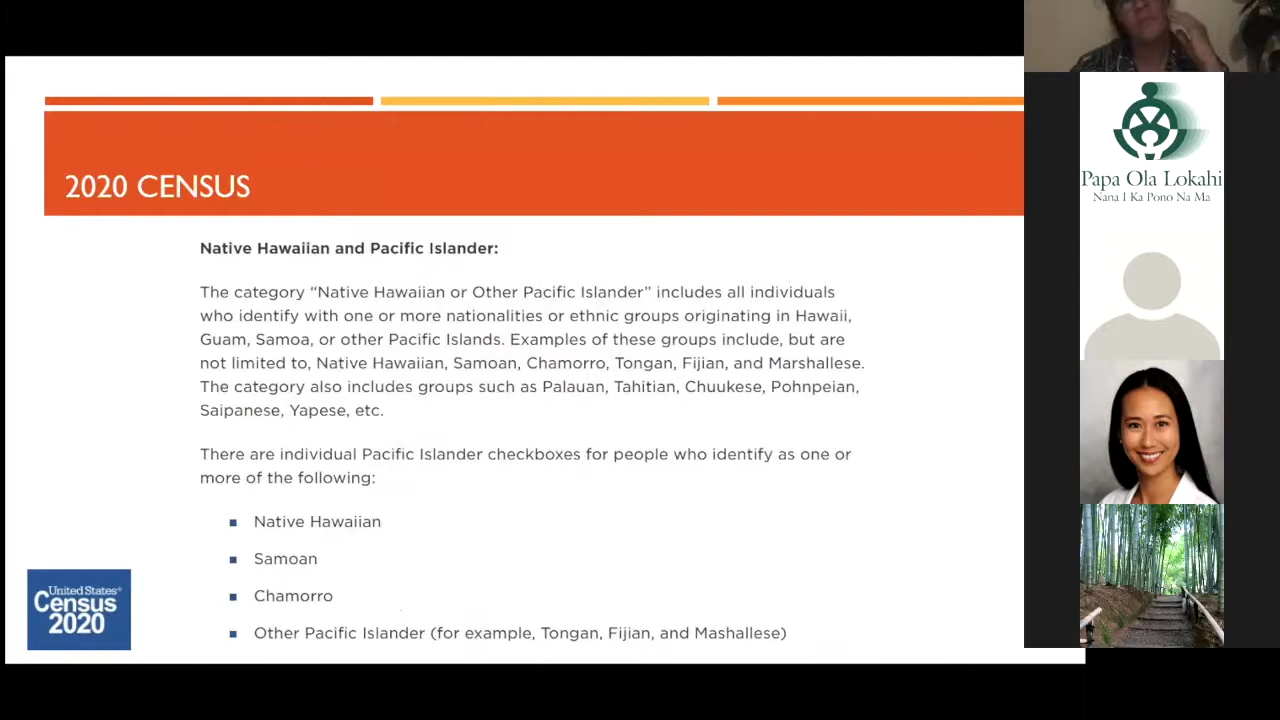 2020 CENSUS
Native Hawaiian and Pacific Islander:
The category “Native Hawaiian or Other Pacific Islander” includes all individuals
who identify with one or more nationalities or ethnic groups originating in Hawaii,
Guam, Samoa, or other Pacific Islands. Examples of these groups include, but are
not limited to, Native Hawaiian, Samoan, Chamorro, Tongan, Fijian, and Marshallese.
The category also includes groups such as Palauan, Tahitian, Chuukese, Pohnpeian,
Saipanese, Yapese, etc.
There are individual Pacific Islander checkboxes for people who identify as one or
more of the following:
▪ Native Hawaiian
▪ Samoan
▪ Chamorro
▪ Other Pacific Islander (for example, Tongan, Fijian, and Mashallese)
United States®
Census
2020
Papa Ola Lokahi
Nana I Ka Pono Na Ma